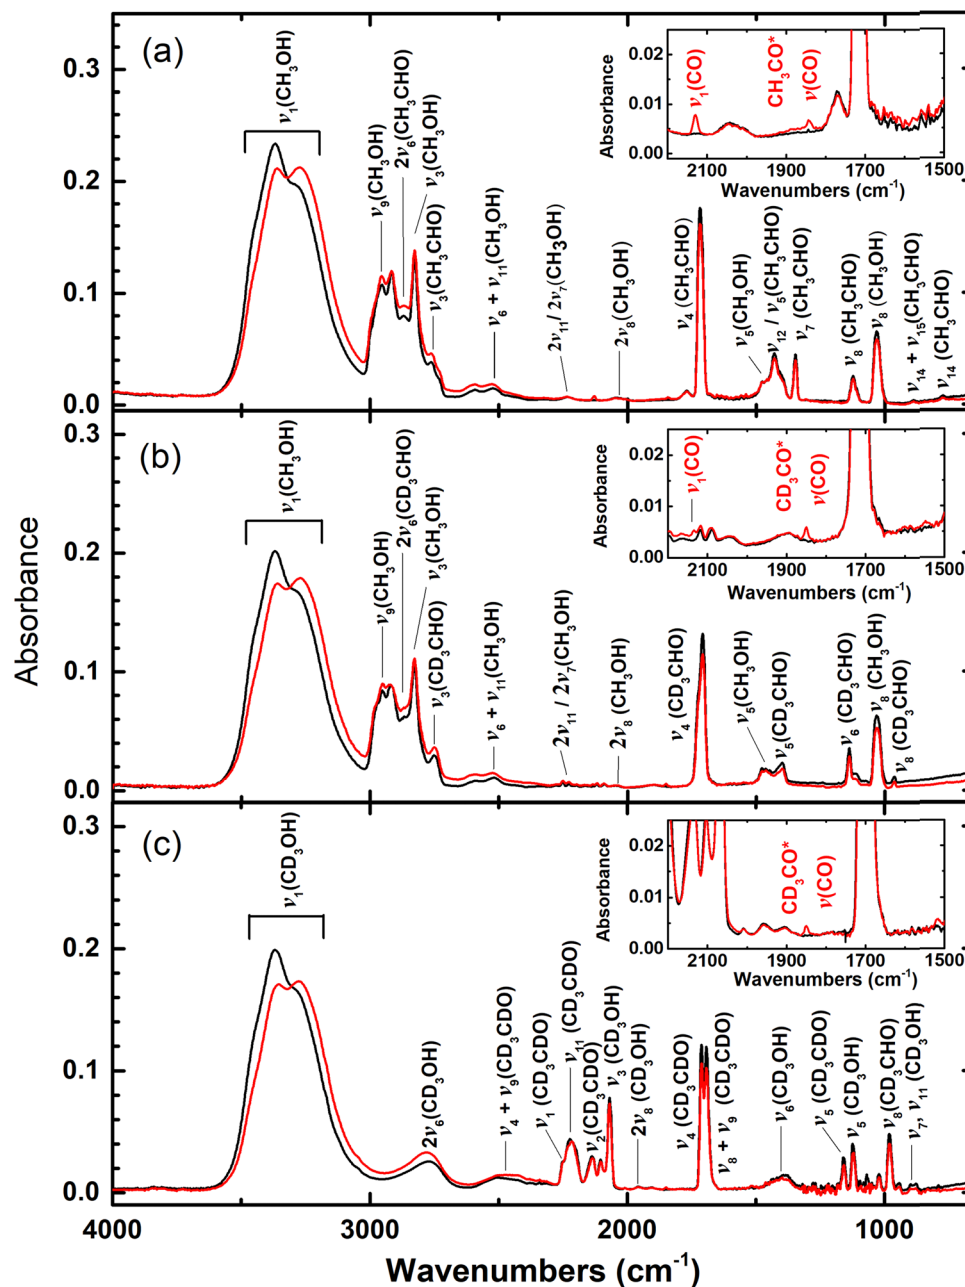 Absorbance
(a)
0.3
0.2
0.1
0.0
ν1(CH3OH)
ν9(CH3OH)
2ν6(CH3CHO)
ν3(CH3OH)
ν3(CH3CHO)
ν6 + ν11(CH3OH)
2ν11/ 2ν7(CH3OH)
2ν8(CH3OH)
ν4 (CH3CHO)
ν5(CH3OH)
ν12 / ν5(CH3CHO)
ν7 (CH3CHO)
ν8 (CH3CHO)
ν8 (CH3OH)
ν14 + ν15(CH3CHO)
ν14 (CH3CHO)
Absorbance
0.02
0.01
0.00
ν1(CO)
CH3CO*
ν(CO)
2100 1900 1700 1500
Wavenumbers (cm-1)
(b)
0.3
0.2
0.1
0.0
ν1(CH3OH)
ν9(CH3OH)
2ν6(CD3CHO)
ν3(CH3OH)
ν3(CD3CHO)
ν6 + ν11(CH3OH)
2ν11 / 2ν7(CH3OH)
2ν8 (CH3OH)
ν4 (CD3CHO)
ν5(CH3OH)
ν5(CD3CHO)
ν6 (CD3CHO)
ν8 (CH3OH)
ν8 (CD3CHO)
Absorbance
0.02
0.01
0.00
ν1(CO)
CD3CO*
ν(CO)
2100 1900 1700 1500
Wavenumbers (cm-1)
(c)
0.3
0.2
0.1
0.0
ν1(CD3OH)
2ν6(CD3OH)
ν4 + ν9(CD3CDO)
ν1 (CD3CDO)
ν11 (CD3CDO)
ν2(CD3CDO)
ν3 (CD3OH)
2ν8 (CD3OH)
ν4 (CD3CDO)
ν8 + ν9 (CD3CDO)
ν6(CD3OH)
ν5 (CD3CDO)
ν5 (CD3OH)
ν8(CD3CHO)
ν7, ν11 (CD3OH)
Absorbance
0.02
0.01
0.00
CD3CO*
ν(CO)
2100 1900 1700 1500
Wavenumbers (cm-1)
4000 3000 2000 1000
Wavenumbers (cm-1)